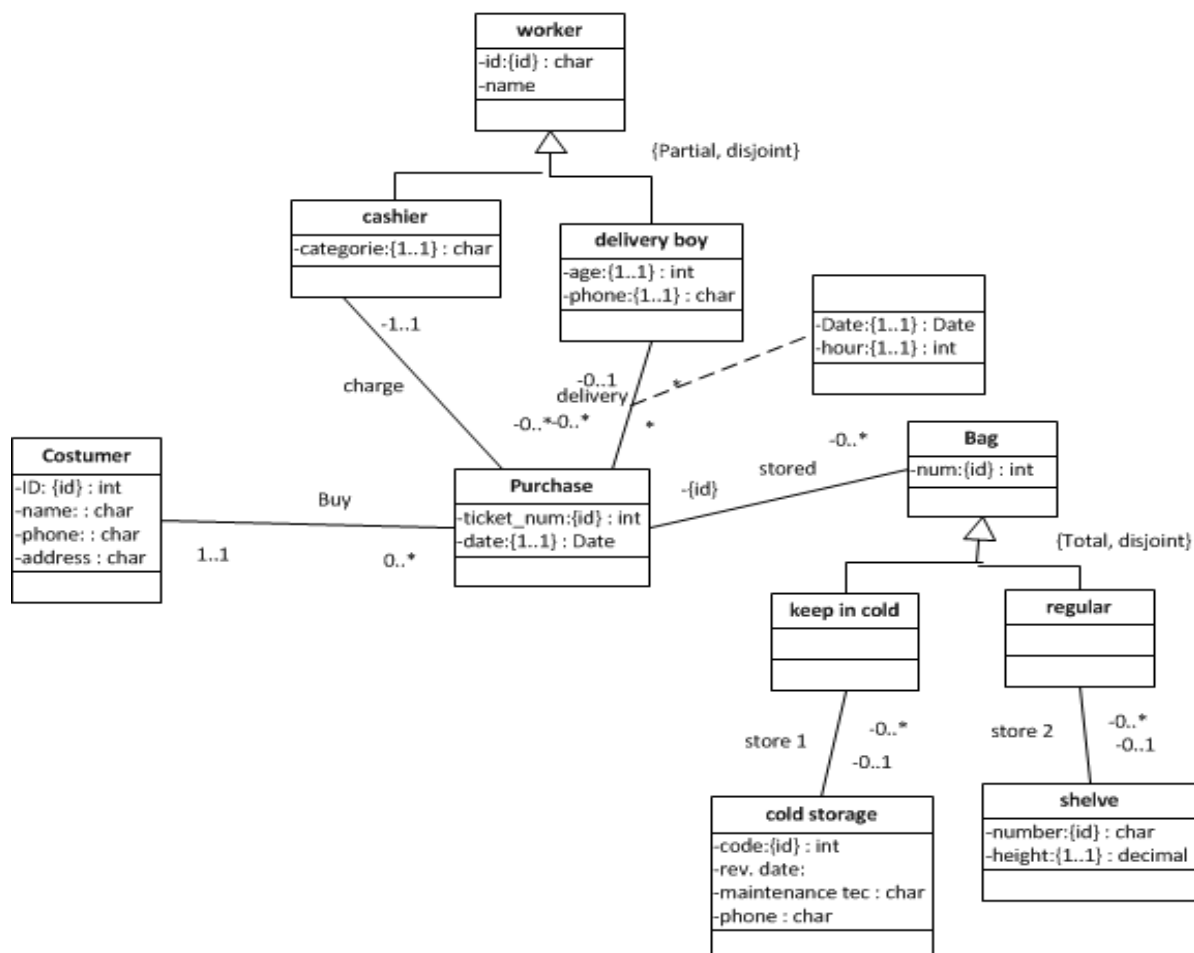 worker
-id:{id} : char
-name
{Partial, disjoint}
cashier
-categorie:{1..1} : char
delivery boy
-age:{1..1} : int
-phone:{1..1} : char
-Date:{1..1} : Date
-hour:{1..1} : int
-1..1
charge
-0..1
*
delivery
-0..*
-0..*
*
Costumer
-ID: {id} : int
-name: : char
-phone: : char
-address : char
Buy
1..1
0..*
Purchase
-ticket_num:{id} : int
-date:{1..1} : Date
-0..*
stored
-{id}
Bag
-num:{id} : int
{Total, disjoint}
keep in cold
regular
store 1
-0..*
-0..1
store 2
-0..*
-0..1
cold storage
-code:{id} : int
-rev. date:
-maintenance tec : char
-phone : char
shelve
-number:{id} : char
-height:{1..1} : decimal